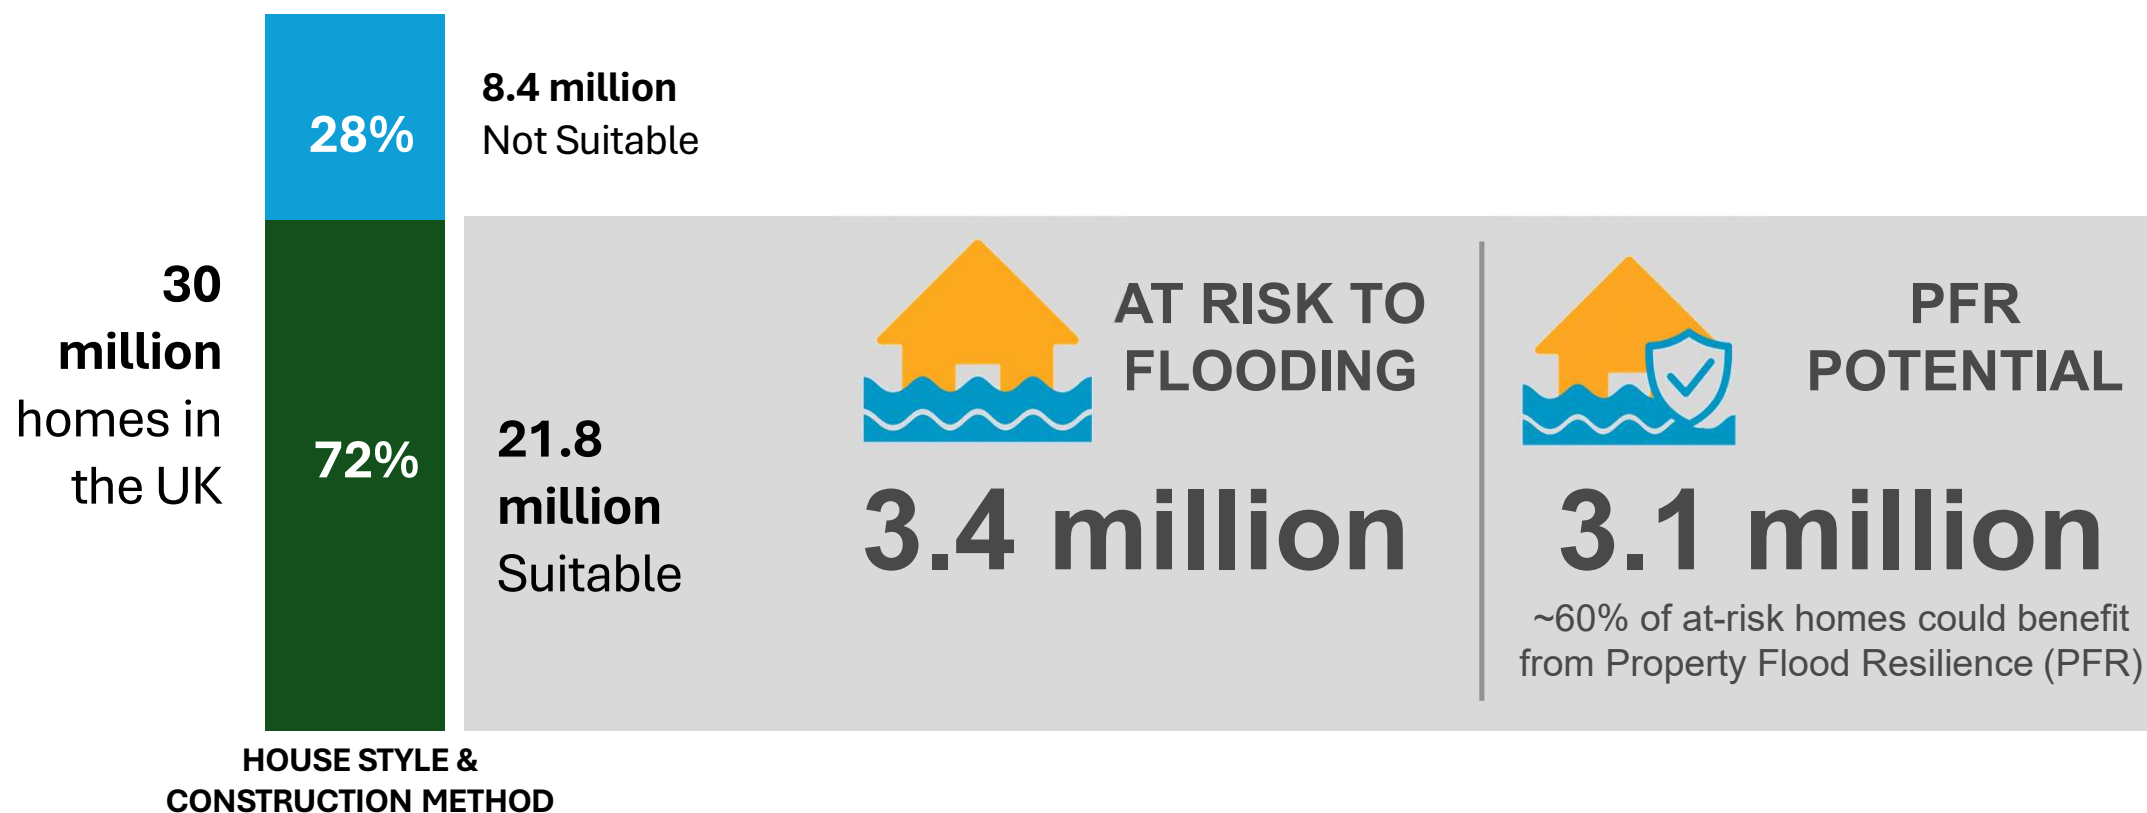 30
million
homes in
the UK
28%
72%
8.4 million
Not Suitable
21.8
million
Suitable
AT RISK TO
FLOODING
3.4 million
PFR
POTENTIAL
3.1 million
~60% of at-risk homes could benefit
from Property Flood Resilience (PFR)
HOUSE STYLE &
CONSTRUCTION METHOD